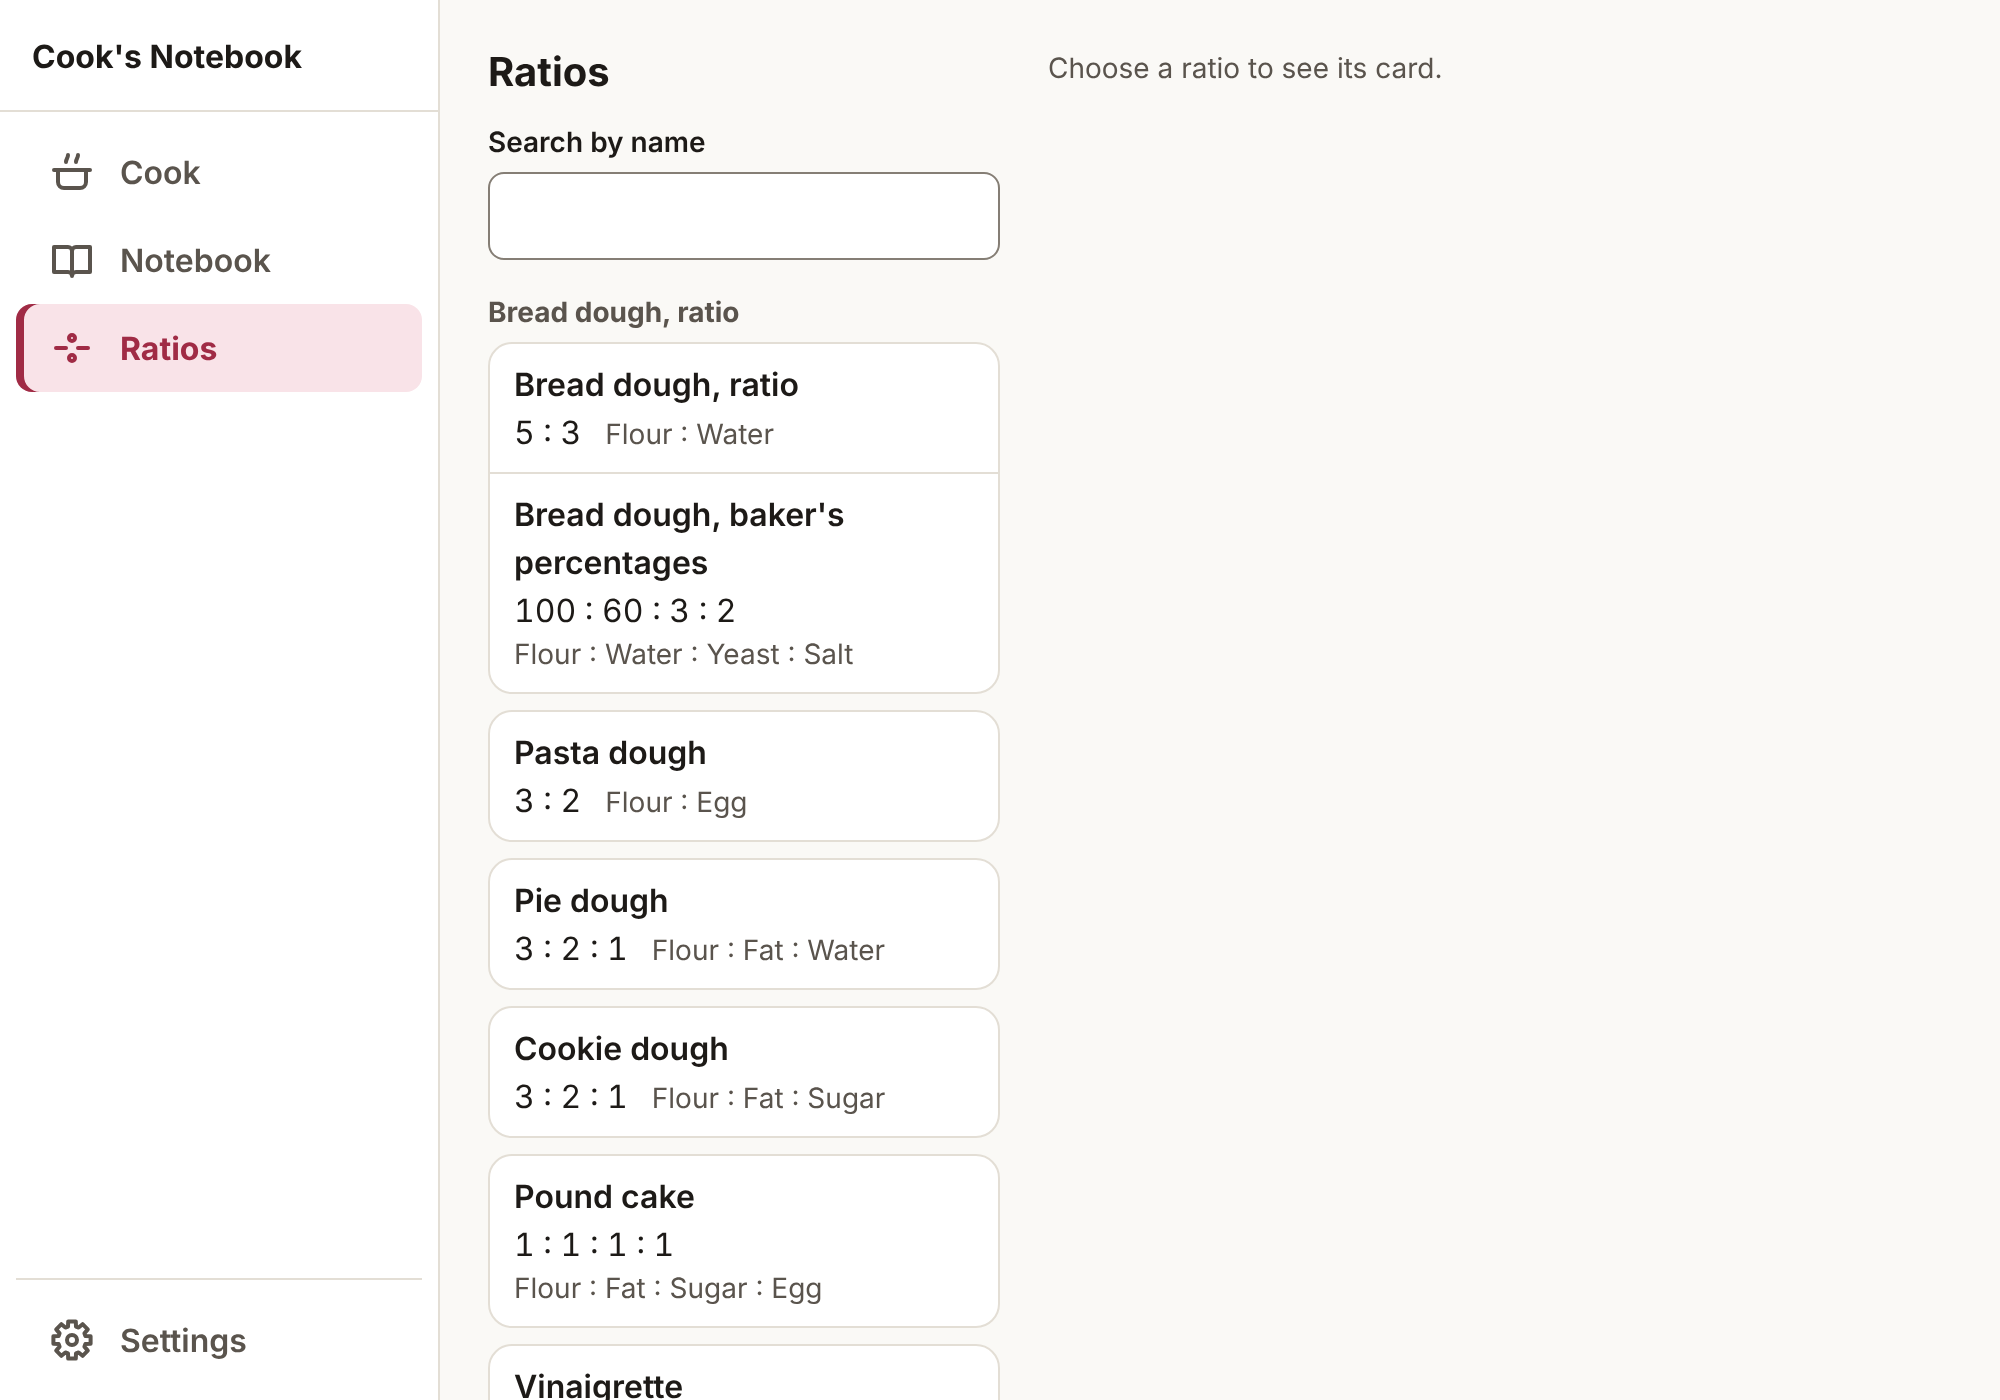 Cook's Notebook
Cook
Notebook
Ratios
Settings
Ratios
Search by name
Bread dough, ratio
Bread dough, ratio
5 : 3 Flour : Water
Bread dough, baker's
percentages
100 : 60 : 3 : 2
Flour : Water : Yeast : Salt
Pasta dough
3 : 2 Flour : Egg
Pie dough
3 : 2 : 1 Flour : Fat : Water
Cookie dough
3 : 2 : 1 Flour : Fat : Sugar
Pound cake
1 : 1 : 1 : 1
Flour : Fat : Sugar : Egg
Vinaigrette
Choose a ratio to see its card.